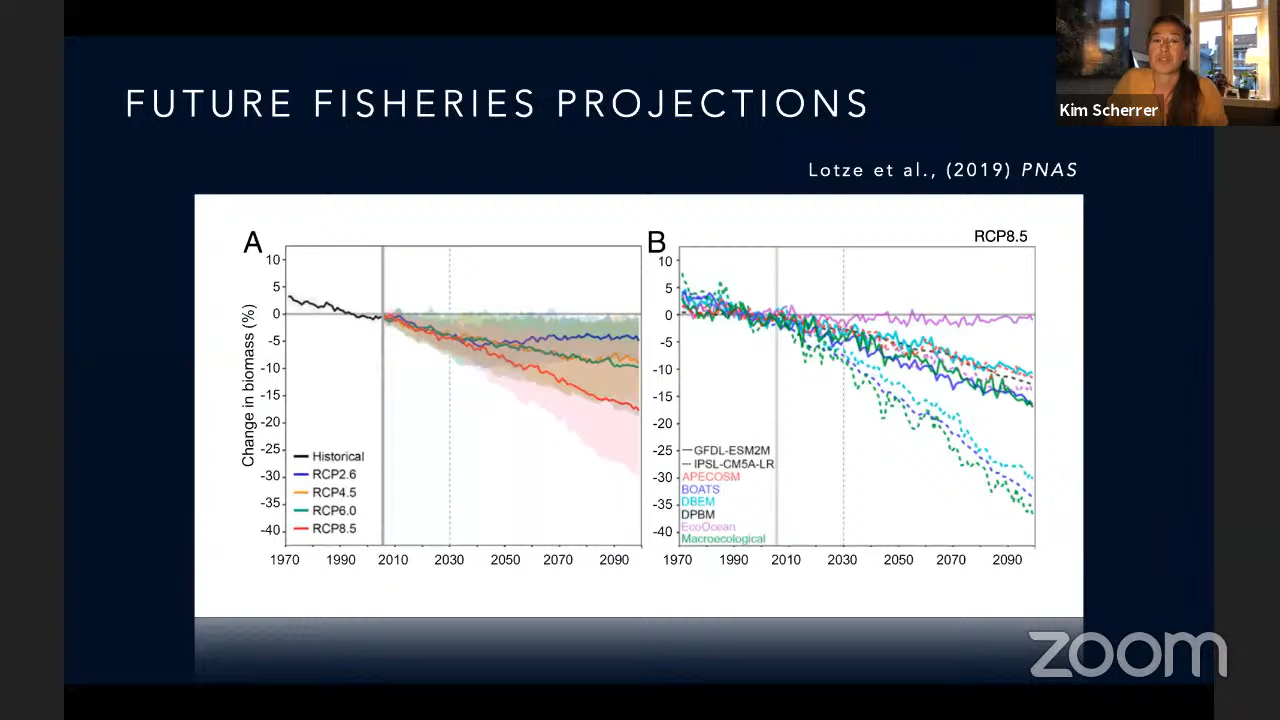 Kim Scherrer
FUTURE FISHERIES PROJECTIONS
Lotze et al., (2019) PNAS
A
Change in biomass (%)
10
5
0
-5
-10
-15
-20
-25
-30
-35
-40
Historical
RCP2.6
RCP4.5
RCP6.0
RCP8.5
1970 1990 2010 2030 2050 2070 2090
B
RCP8.5
10
5
0
-5
-10
-15
-20
-25
-30
-35
-40
GFDL-ESM2M
IPSL-CM5A-LR
APECOSM
BOATS
DBEM
DPBM
EcoOcean
Macroecological
1970 1990 2010 2030 2050 2070 2090
zoom